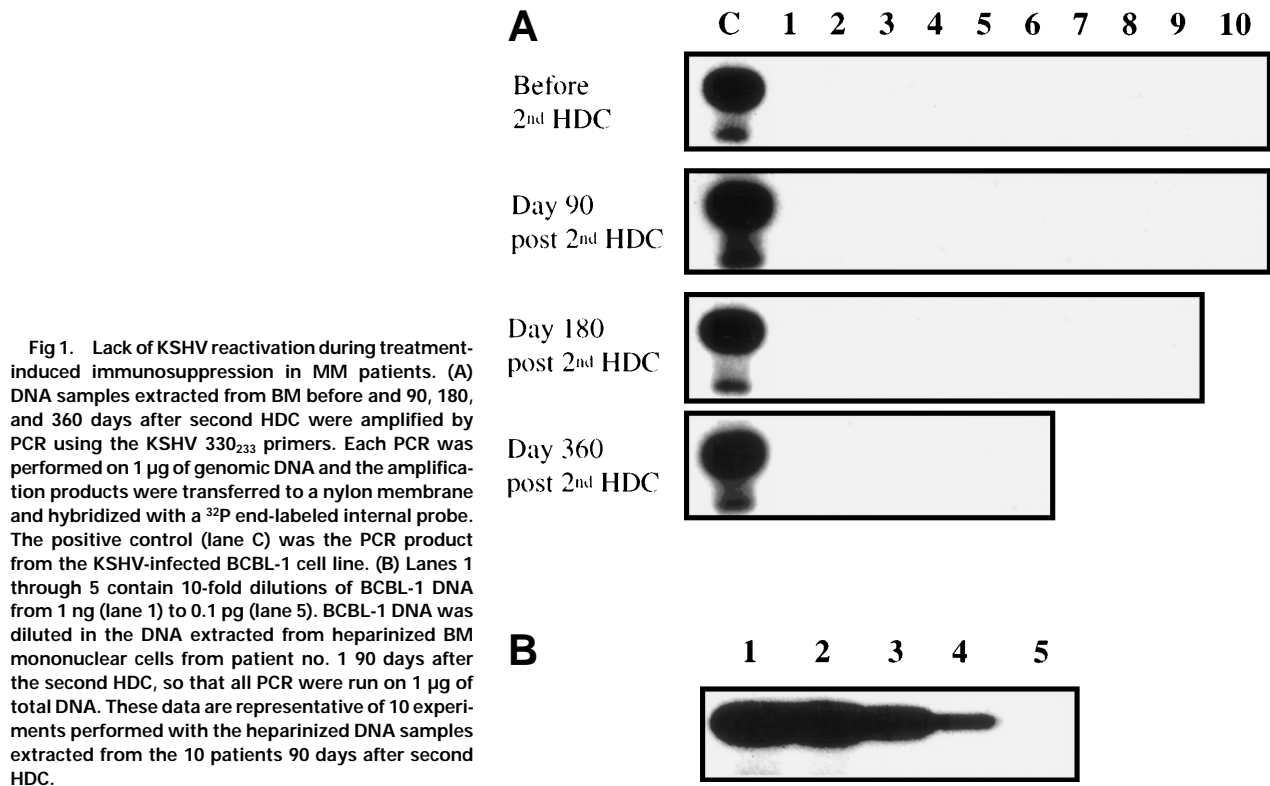 A
C 1 2 3 4 5 6 7 8 9 10
Before
2nd HDC
Day 90
post 2nd HDC
Day 180
post 2nd HDC
Day 360
post 2nd HDC
Fig 1. Lack of KSHV reactivation during treatment-
induced immunosuppression in MM patients. (A)
DNA samples extracted from BM before and 90, 180,
and 360 days after second HDC were amplified by
PCR using the KSHV 330₂₃₃ primers. Each PCR was
performed on 1 µg of genomic DNA and the amplifica-
tion products were transferred to a nylon membrane
and hybridized with a ³²P end-labeled internal probe.
The positive control (lane C) was the PCR product
from the KSHV-infected BCBL-1 cell line. (B) Lanes 1
through 5 contain 10-fold dilutions of BCBL-1 DNA
from 1 ng (lane 1) to 0.1 pg (lane 5). BCBL-1 DNA was
diluted in the DNA extracted from heparinized BM
mononuclear cells from patient no. 1 90 days after
the second HDC, so that all PCR were run on 1 µg of
total DNA. These data are representative of 10 experi-
ments performed with the heparinized DNA samples
extracted from the 10 patients 90 days after second
HDC.
B
1 2 3 4 5